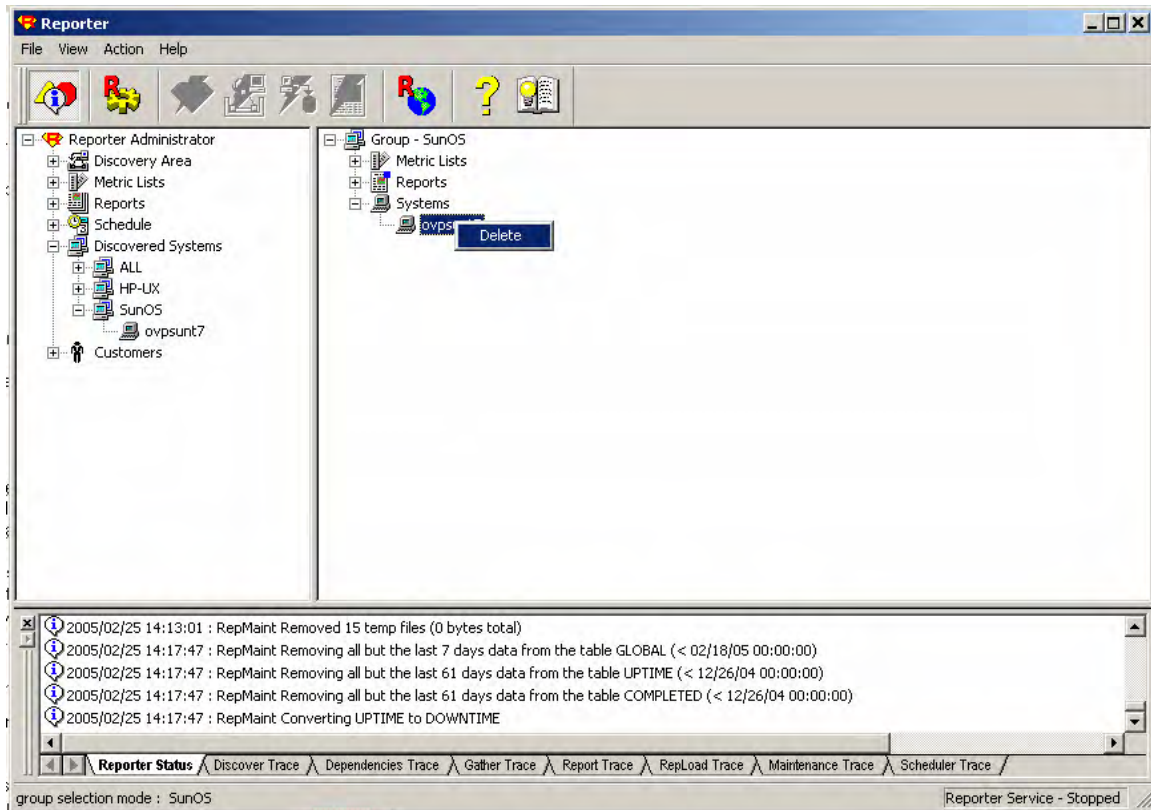 Reporter
File View Action Help
Reporter Administrator
Discovery Area
Metric Lists
Reports
Schedule
Discovered Systems
ALL
HP-UX
SunOS
ovpsunt7
Customers
Group - SunOS
Metric Lists
Reports
Systems
Delete
2005/02/25 14:13:01 : RepMaint Removed 15 temp files (0 bytes total)
2005/02/25 14:17:47 : RepMaint Removing all but the last 7 days data from the table GLOBAL (< 02/18/05 00:00:00)
2005/02/25 14:17:47 : RepMaint Removing all but the last 61 days data from the table UPTIME (< 12/26/04 00:00:00)
2005/02/25 14:17:47 : RepMaint Removing all but the last 61 days data from the table COMPLETED (< 12/26/04 00:00:00)
2005/02/25 14:17:47 : RepMaint Converting UPTIME to DOWNTIME
Reporter Status Discover Trace Dependencies Trace Gather Trace Report Trace RepLoad Trace Maintenance Trace Scheduler Trace
group selection mode : SunOS Reporter Service - Stopped